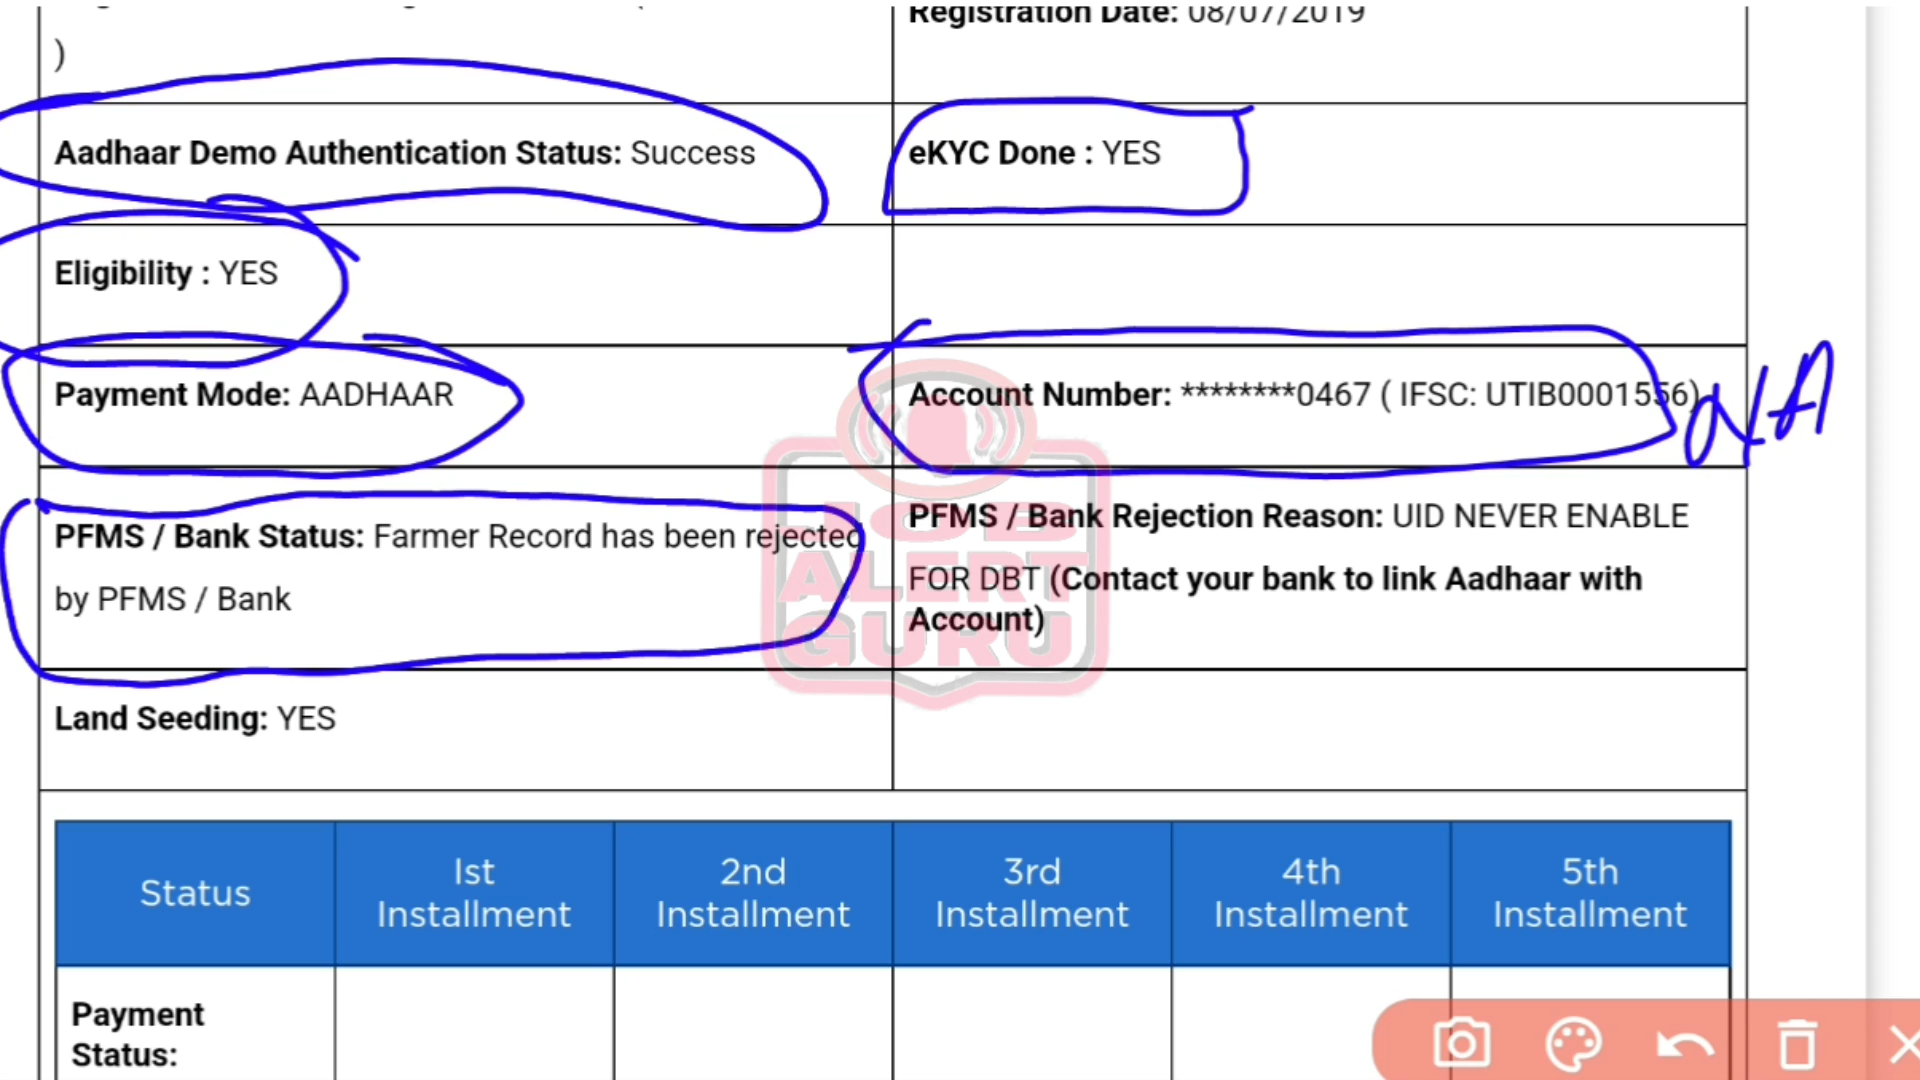 Registration Date: 08/07/2019
)
Aadhaar Demo Authentication Status: Success
eKYC Done : YES
Eligibility : YES
Payment Mode: AADHAAR
Account Number: ********0467 ( IFSC: UTIB0001556)
N/A
PFMS / Bank Status: Farmer Record has been rejected
by PFMS / Bank
PFMS / Bank Rejection Reason: UID NEVER ENABLE
FOR DBT (Contact your bank to link Aadhaar with
Account)
JOB
ALERT
GURU
Land Seeding: YES
Status
Ist
Installment
2nd
Installment
3rd
Installment
4th
Installment
5th
Installment
Payment
Status: